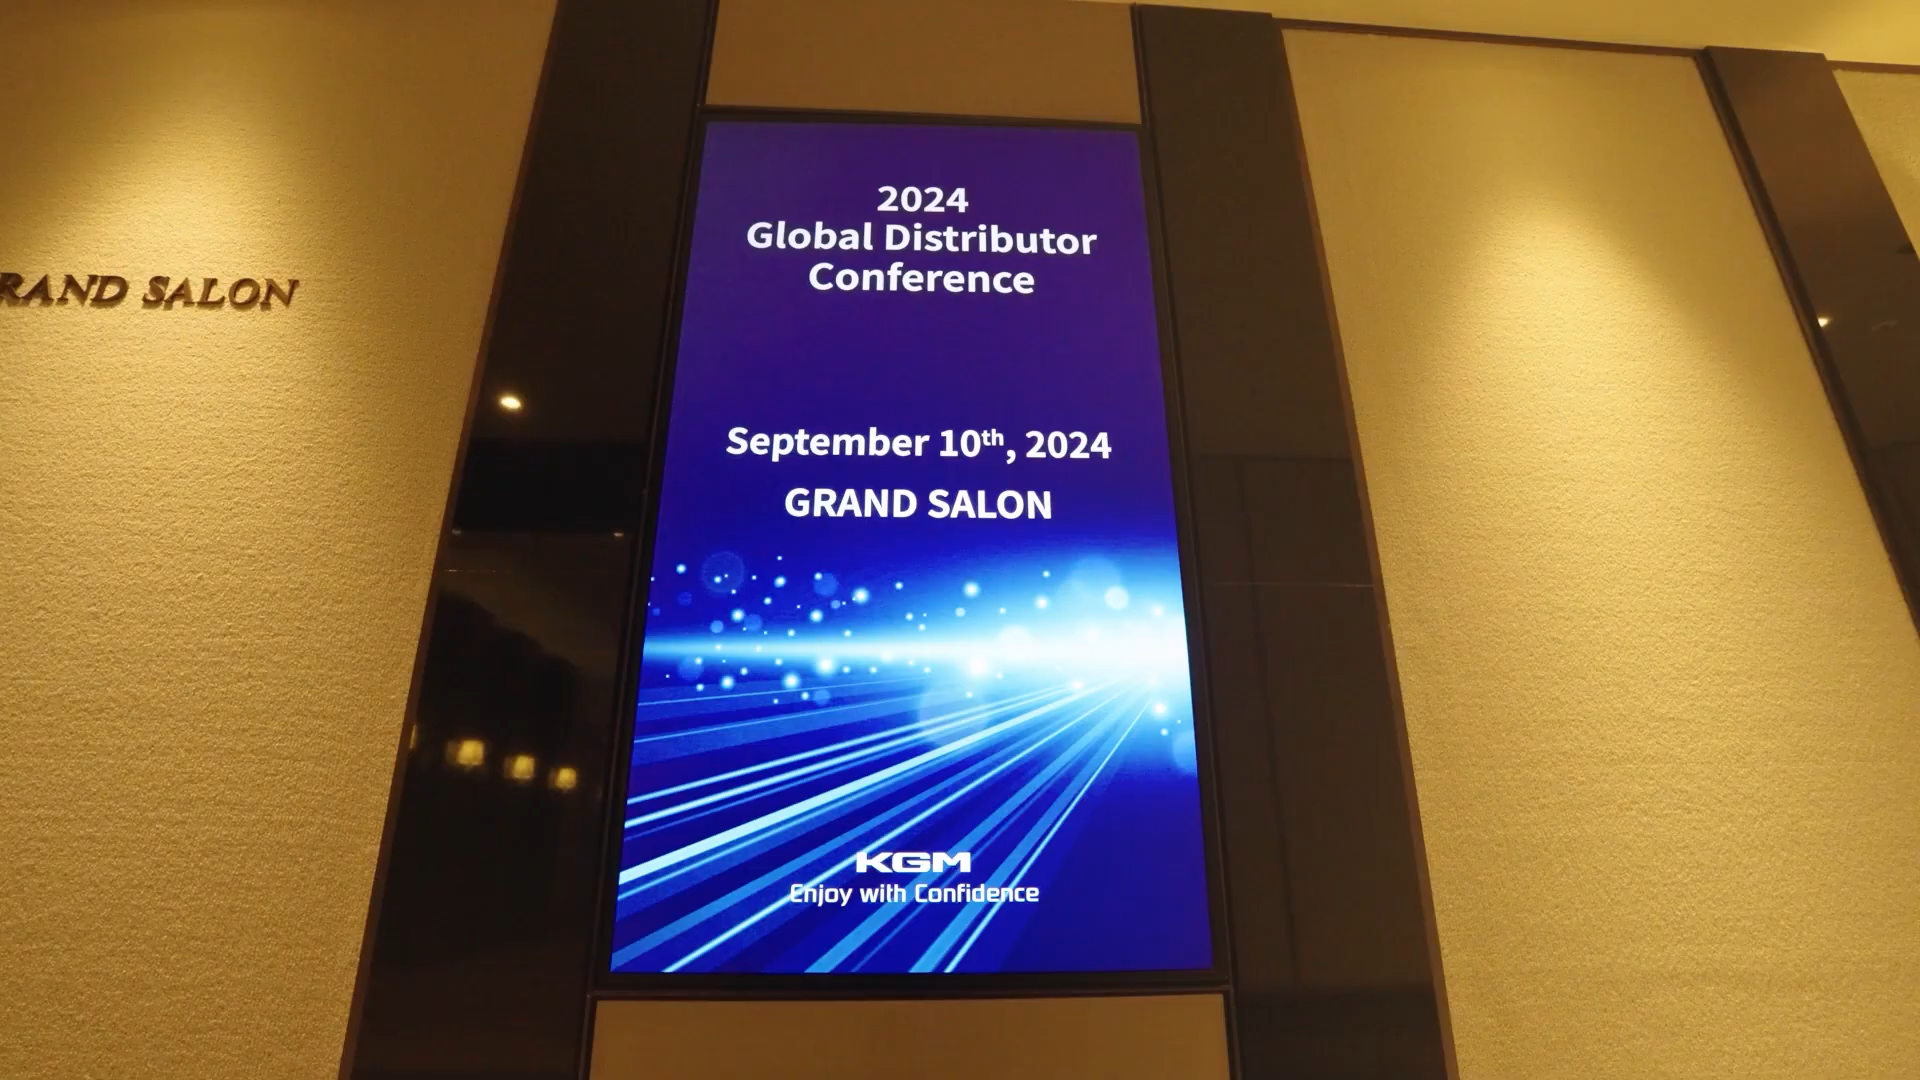 RAND SALON
2024
Global Distributor
Conference
September 10th, 2024
GRAND SALON
KGM
Enjoy with Confidence